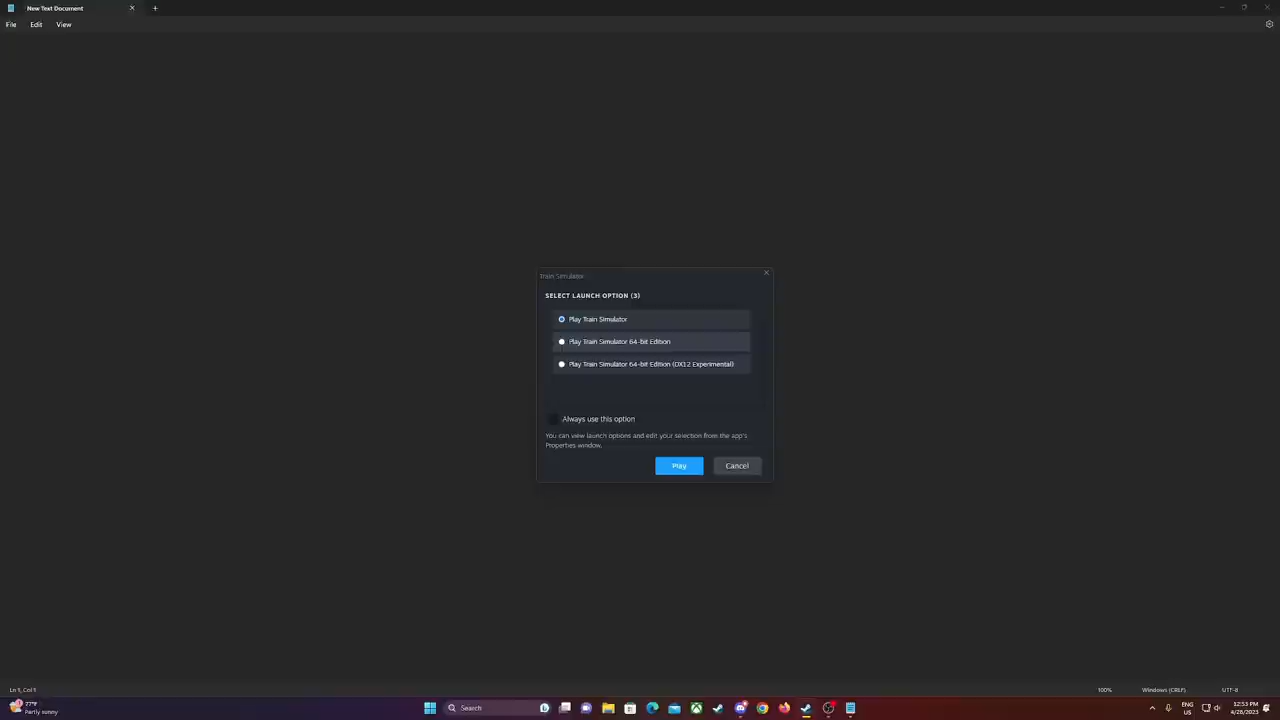 New Text Document
File Edit View
Train Simulator
SELECT LAUNCH OPTION (3)
Play Train Simulator
Play Train Simulator 64-bit Edition
Play Train Simulator 64-bit Edition (DX12 Experimental)
Always use this option
You can view launch options and edit your selection from the app's
Properties window.
Play Cancel
Ln 1, Col 1 100% Windows (CRLF) UTF-8
77°F
Partly sunny
Search
ENG
US
12:53 PM
4/26/2023